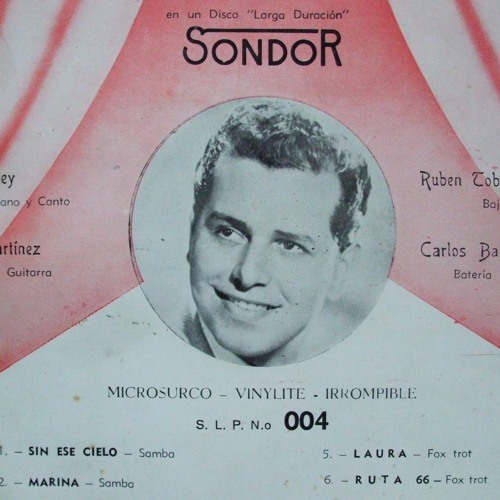 en un Disco "Larga Duración"
SONDOR
ey
ano y Canto
artínez
Guitarra
Ruben Tob
Baj
Carlos Ba
Batería
MICROSURCO – VINYLITE - IRROMPIBLE
S. L. P. N.o 004
1. – SIN ESE CIELO – Samba
2. – MARINA – Samba
5. – LAURA – Fox trot
6. – RUTA 66 – Fox trot